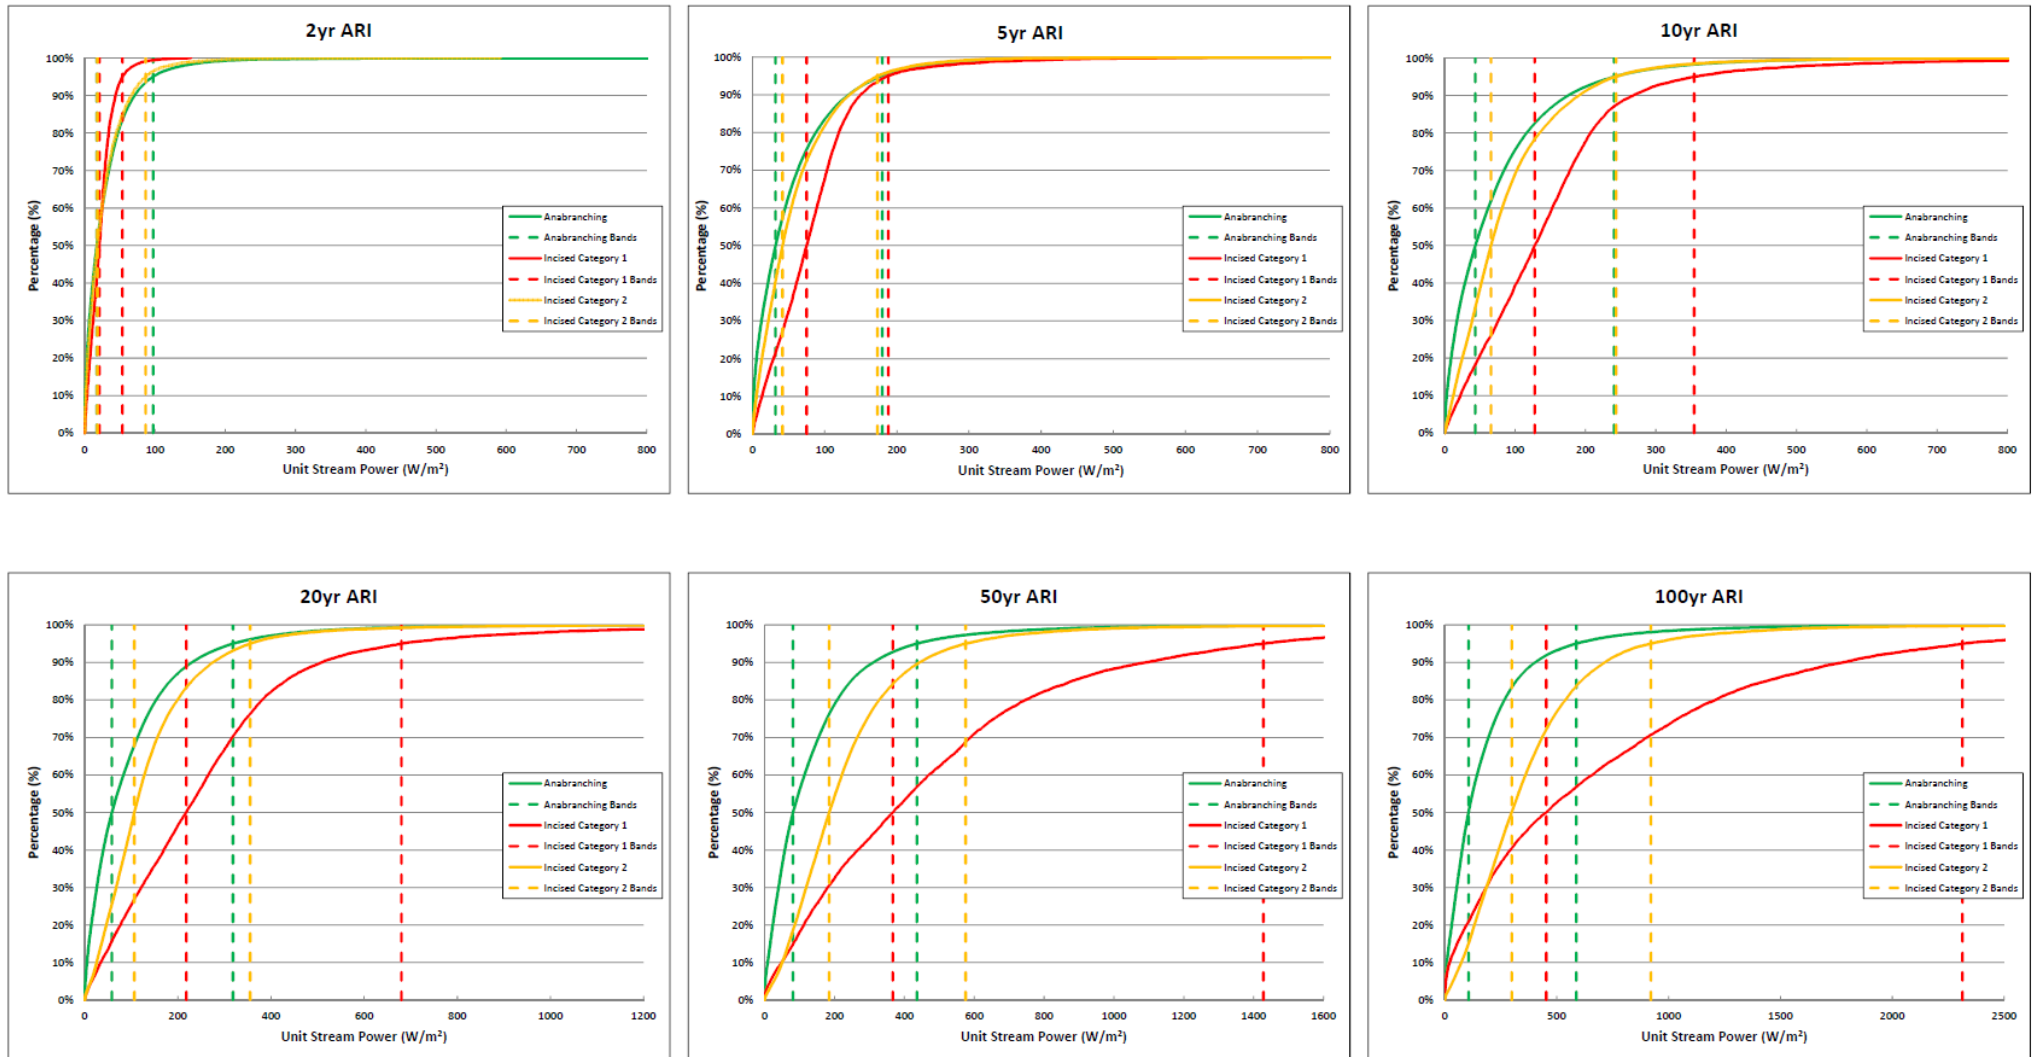 2yr ARI
100%
90%
80%
70%
60%
50%
40%
30%
20%
10%
0%
Percentage (%)
0 100 200 300 400 500 600 700 800
Unit Stream Power (W/m²)
Anabranching
Anabranching Bands
Incised Category 1
Incised Category 1 Bands
Incised Category 2
Incised Category 2 Bands
5yr ARI
100%
90%
80%
70%
60%
50%
40%
30%
20%
10%
0%
Percentage (%)
0 100 200 300 400 500 600 700 800
Unit Stream Power (W/m²)
Anabranching
Anabranching Bands
Incised Category 1
Incised Category 1 Bands
Incised Category 2
Incised Category 2 Bands
10yr ARI
100%
90%
80%
70%
60%
50%
40%
30%
20%
10%
0%
Percentage (%)
0 100 200 300 400 500 600 700 800
Unit Stream Power (W/m²)
Anabranching
Anabranching Bands
Incised Category 1
Incised Category 1 Bands
Incised Category 2
Incised Category 2 Bands
20yr ARI
100%
90%
80%
70%
60%
50%
40%
30%
20%
10%
0%
Percentage (%)
0 200 400 600 800 1000 1200
Unit Stream Power (W/m²)
Anabranching
Anabranching Bands
Incised Category 1
Incised Category 1 Bands
Incised Category 2
Incised Category 2 Bands
50yr ARI
100%
90%
80%
70%
60%
50%
40%
30%
20%
10%
0%
Percentage (%)
0 200 400 600 800 1000 1200 1400 1600
Unit Stream Power (W/m²)
Anabranching
Anabranching Bands
Incised Category 1
Incised Category 1 Bands
Incised Category 2
Incised Category 2 Bands
100yr ARI
100%
90%
80%
70%
60%
50%
40%
30%
20%
10%
0%
Percentage (%)
0 500 1000 1500 2000 2500
Unit Stream Power (W/m²)
Anabranching
Anabranching Bands
Incised Category 1
Incised Category 1 Bands
Incised Category 2
Incised Category 2 Bands